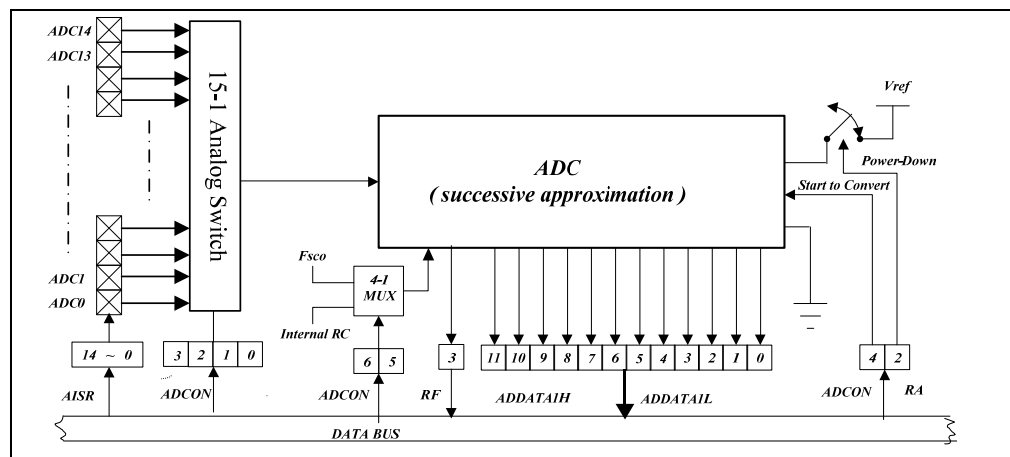 ADC14
ADC13
15-1 Analog Switch
Vref
ADC
( successive approximation )
Power-Down
Start to Convert
Fsco
4-1
MUX
ADC1
ADC0
Internal RC
14 ~ 0
3 2 1 0
6 5
3
11 10 9 8 7 6 5 4 3 2 1 0
4 2
AISR
ADCON
ADCON
RF
ADDATA1H
ADDATA1L
ADCON
RA
DATA BUS